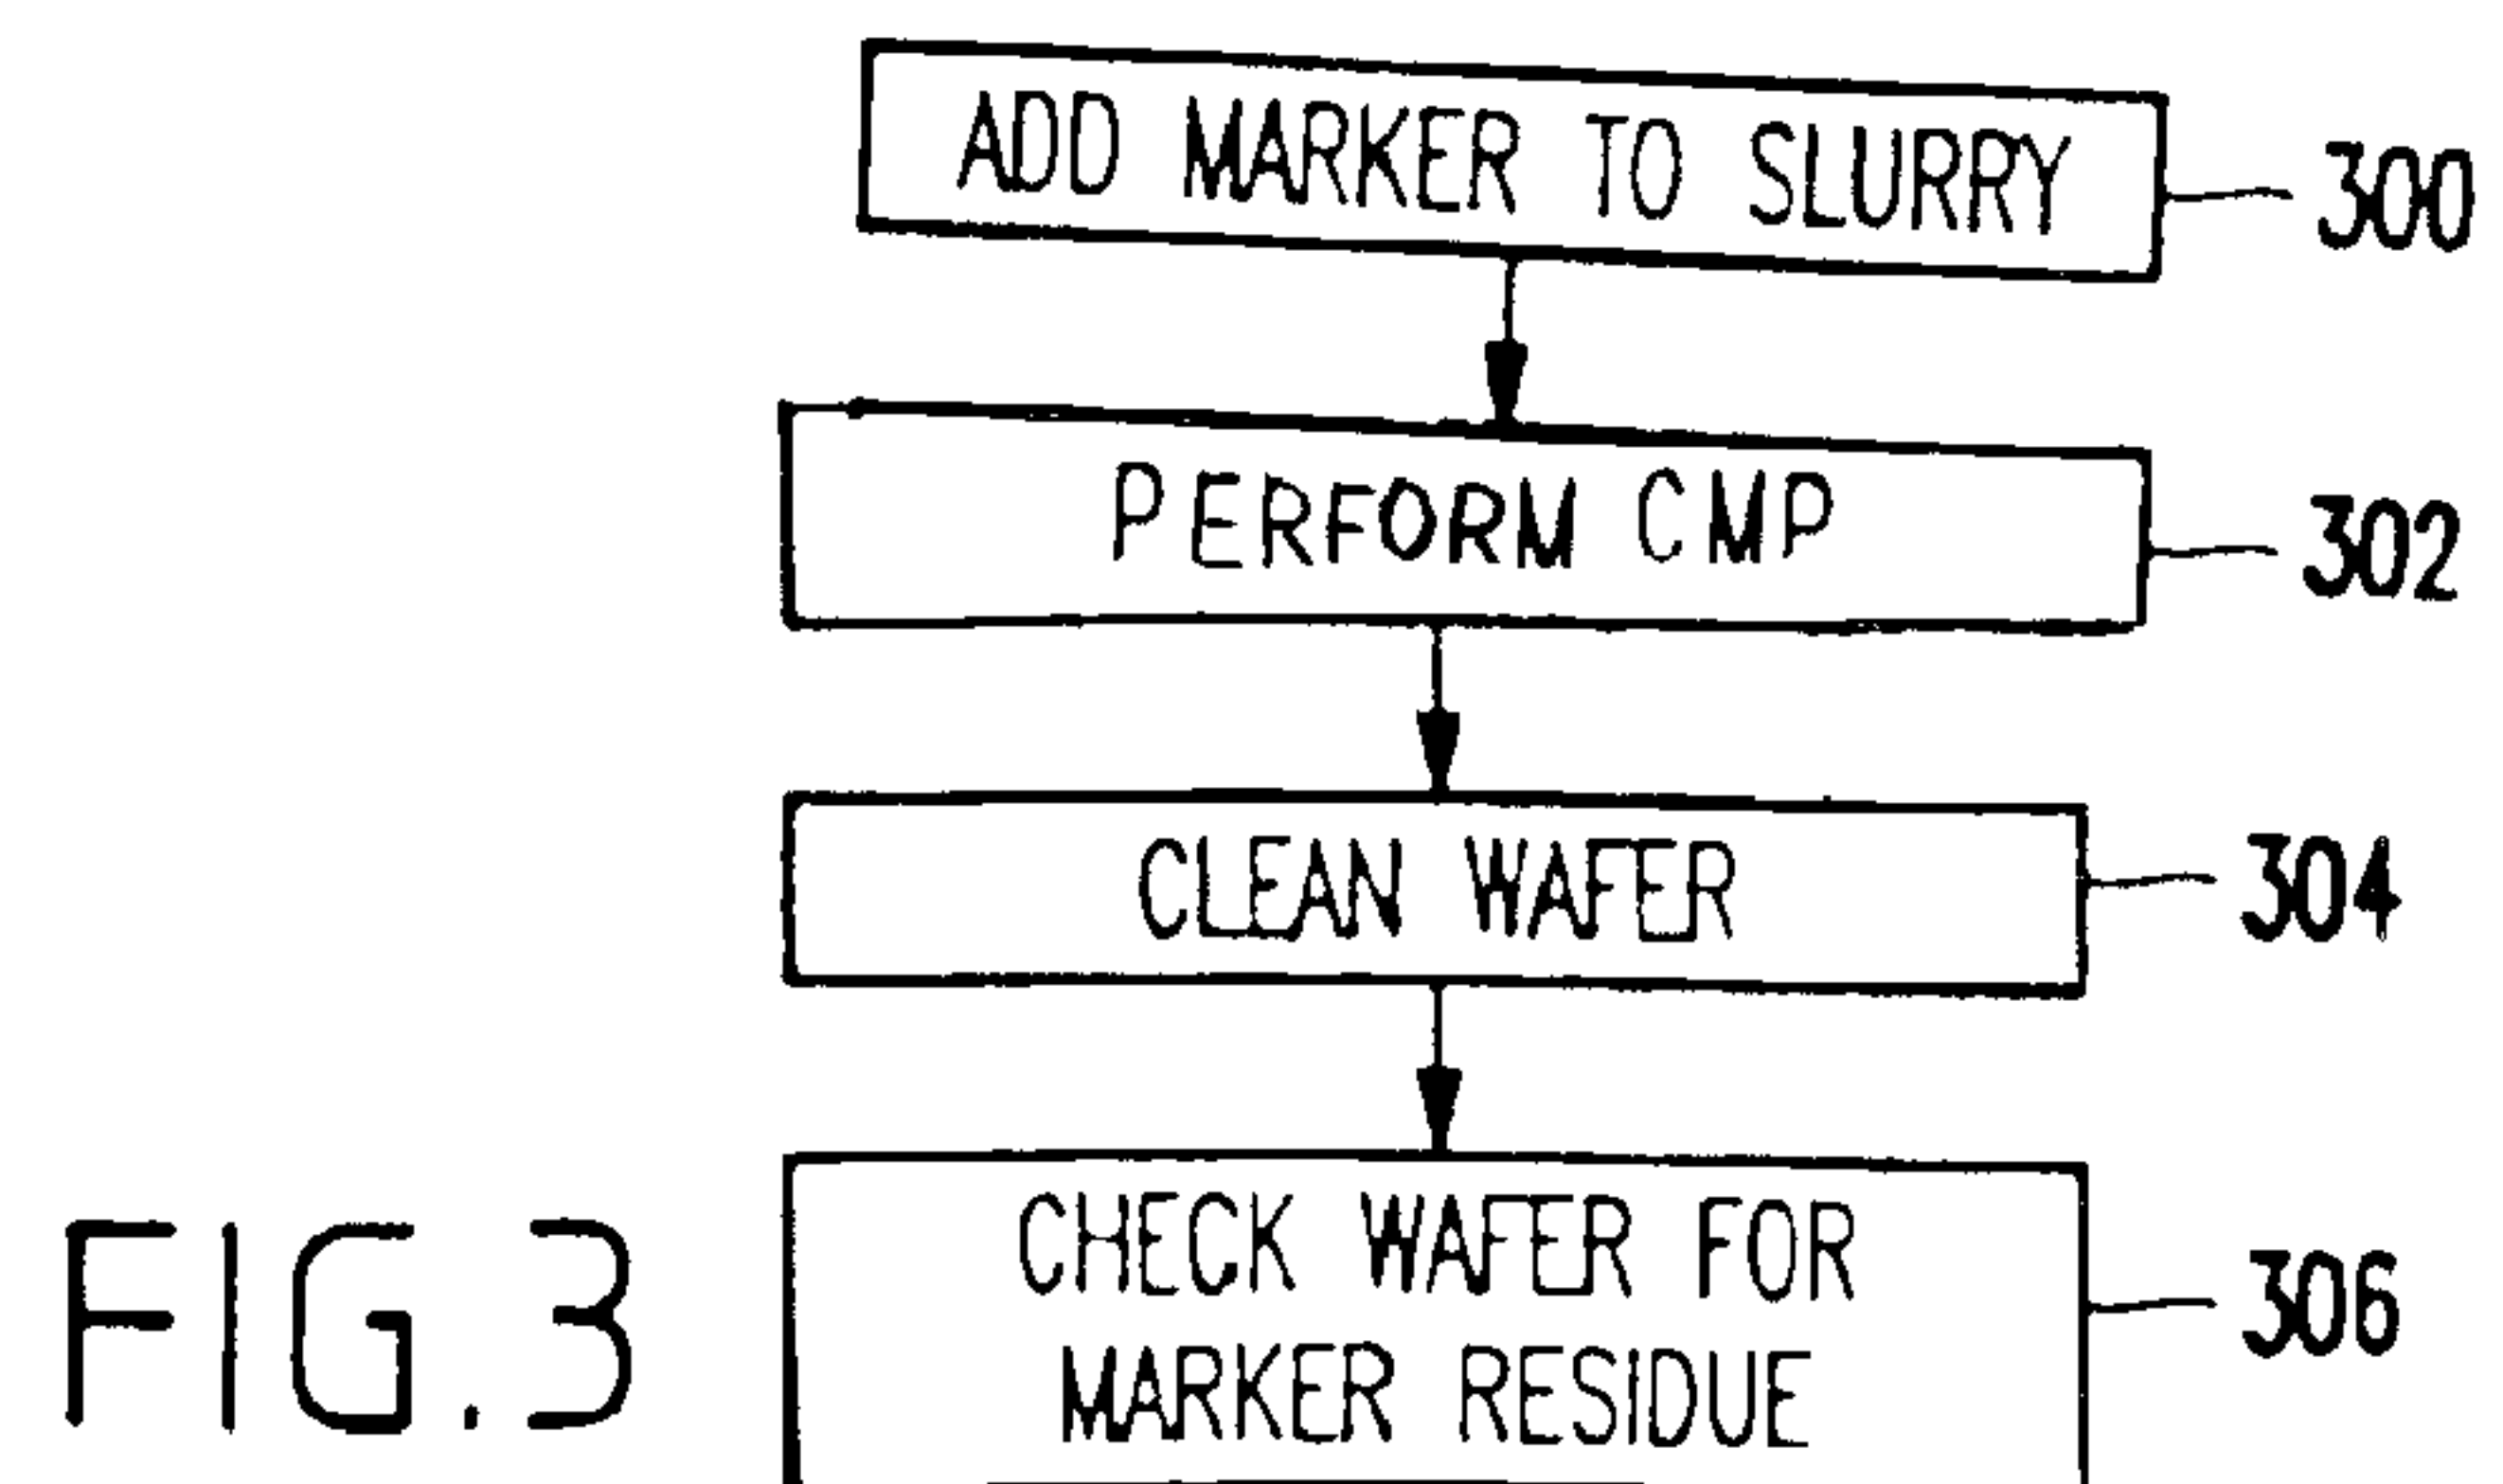 ADD MARKER TO SLURRY
300
PERFORM CMP
302
CLEAN WAFER
304
CHECK WAFER FOR
MARKER RESIDUE
306
FIG. 3